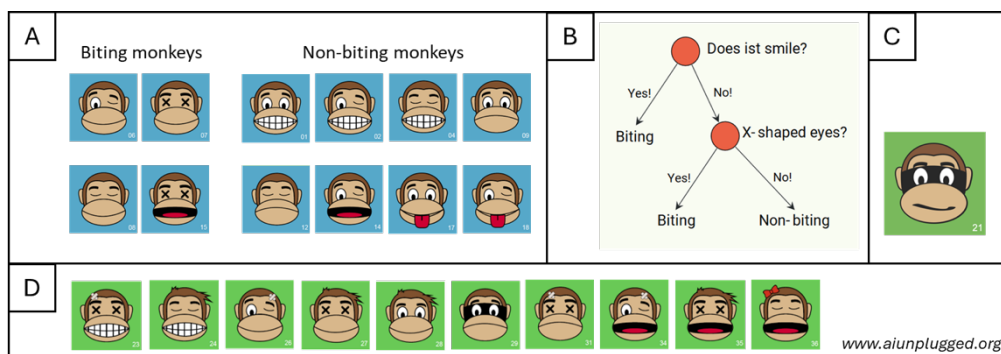 A
Biting monkeys
Non-biting monkeys
06
07
01
02
04
09
08
15
12
14
17
18
B
Does ist smile?
Yes!
No!
Biting
X-shaped eyes?
Yes!
No!
Biting
Non-biting
C
21
D
23
24
26
27
28
29
31
34
35
36
www.aiunplugged.org